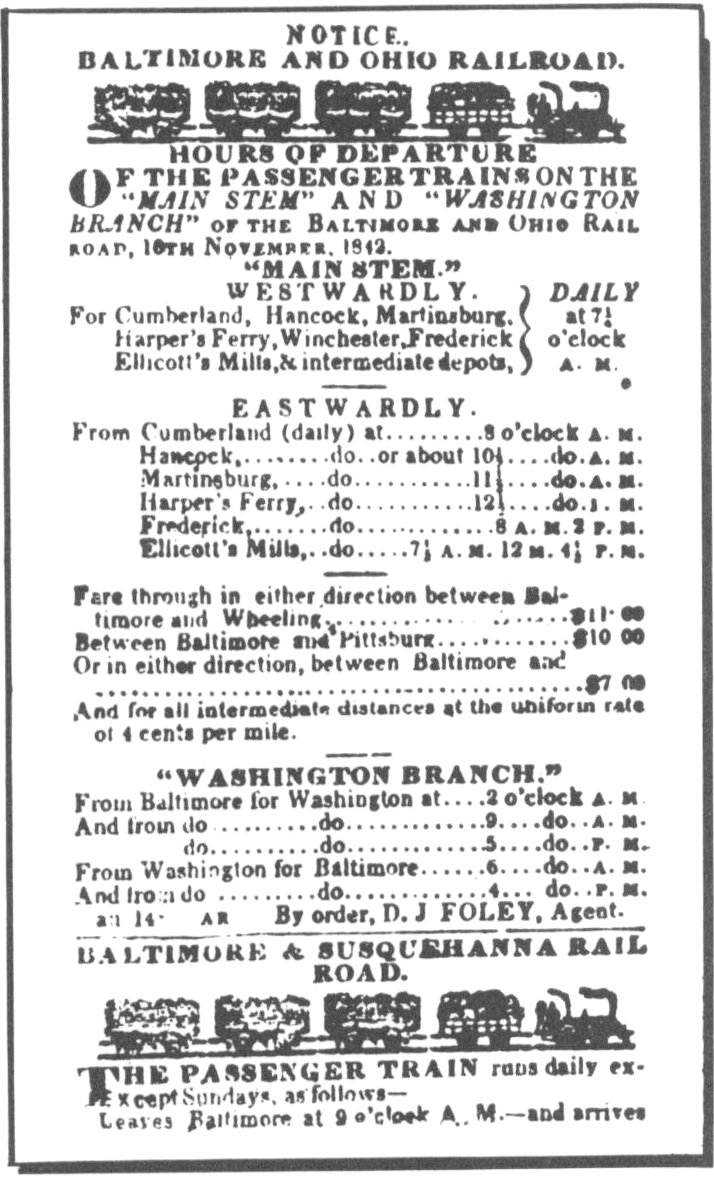 NOTICE.
BALTIMORE AND OHIO RAILROAD.
HOURS OF DEPARTURE
OF THE PASSENGER TRAINS ON THE
"MAIN STEM" AND "WASHINGTON
BRANCH" OF THE BALTIMORE AND OHIO RAIL
ROAD, 10TH NOVEMBER, 1842.
"MAIN STEM."
WESTWARDLY. DAILY
For Cumberland, Hancock, Martinsburg, at 7½
Harper's Ferry, Winchester, Frederick o'clock
Ellicott's Mills, & intermediate depots, A. M.
EASTWARDLY.
From Cumberland (daily) at.........8 o'clock A. M.
Hancock,........do..or about 10½....do.A. M.
Martinsburg,....do...........11½....do.A. M.
Harper's Ferry,..do...........12½....do. M.
Frederick,.......do............8 A. M. 2 P. M.
Ellicott's Mills,..do.....7½ A. M. 12 M. 4½ P. M.
Fare through in either direction between Bal-
timore and Wheeling,..................$11 00
Between Baltimore and Pittsburg............$10 00
Or in either direction, between Baltimore and
.............................................$7 00
And for all intermediate distances at the uniform rate
of 4 cents per mile.
"WASHINGTON BRANCH."
From Baltimore for Washington at....2 o'clock A. M.
And from do..........do.............9....do..A. M.
do..........do.............5....do..P. M.
From Washington for Baltimore......6....do..A. M.
And from do .........do.............4... do..P. M.
14 AR By order, D. J FOLEY, Agent.
BALTIMORE & SUSQUEHANNA RAIL
ROAD.
THE PASSENGER TRAIN runs daily ex-
Except Sundays, as follows—
Leaves Baltimore at 9 o'clock A. M.—and arrives